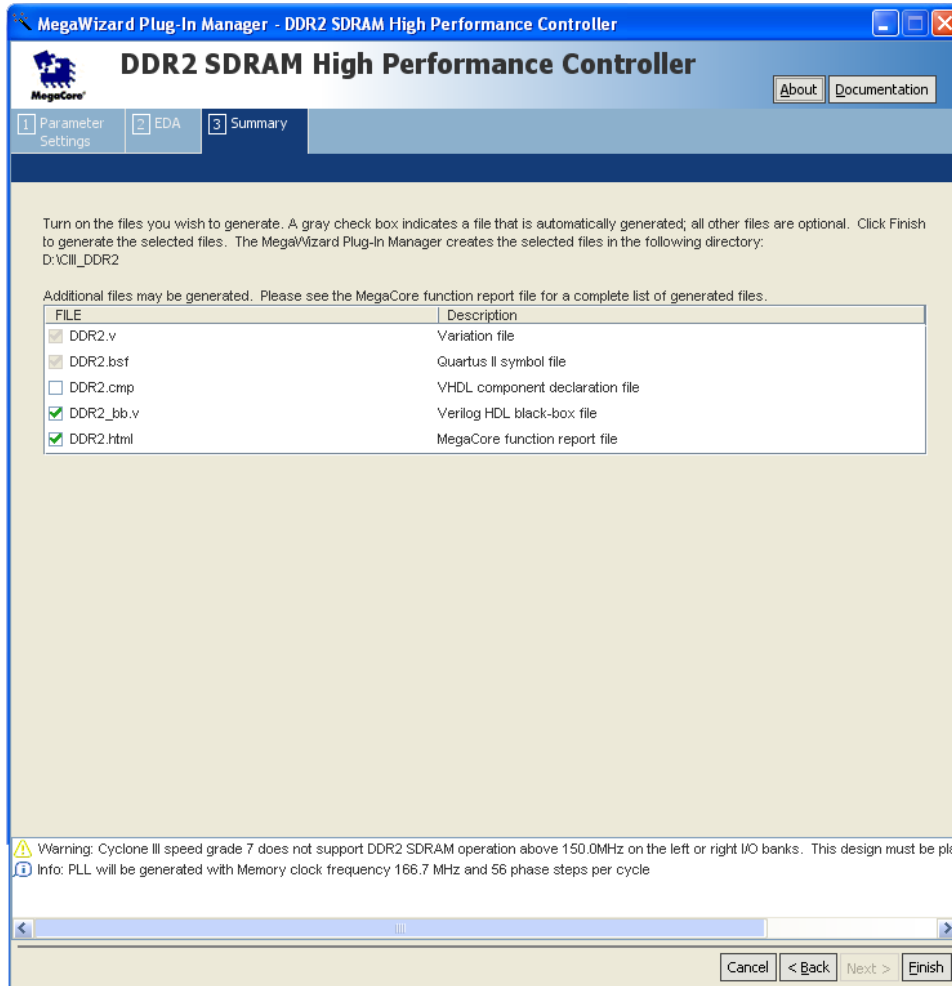 MegaWizard Plug-In Manager - DDR2 SDRAM High Performance Controller
DDR2 SDRAM High Performance Controller
MegaCore®
About Documentation
1 Parameter Settings
2 EDA
3 Summary
Turn on the files you wish to generate. A gray check box indicates a file that is automatically generated; all other files are optional. Click Finish
to generate the selected files. The MegaWizard Plug-In Manager creates the selected files in the following directory:
D:\CIII_DDR2
Additional files may be generated. Please see the MegaCore function report file for a complete list of generated files.
FILE Description
DDR2.v Variation file
DDR2.bsf Quartus II symbol file
DDR2.cmp VHDL component declaration file
DDR2_bb.v Verilog HDL black-box file
DDR2.html MegaCore function report file
Warning: Cyclone III speed grade 7 does not support DDR2 SDRAM operation above 150.0MHz on the left or right I/O banks. This design must be pla
Info: PLL will be generated with Memory clock frequency 166.7 MHz and 56 phase steps per cycle
Cancel < Back Next > Finish